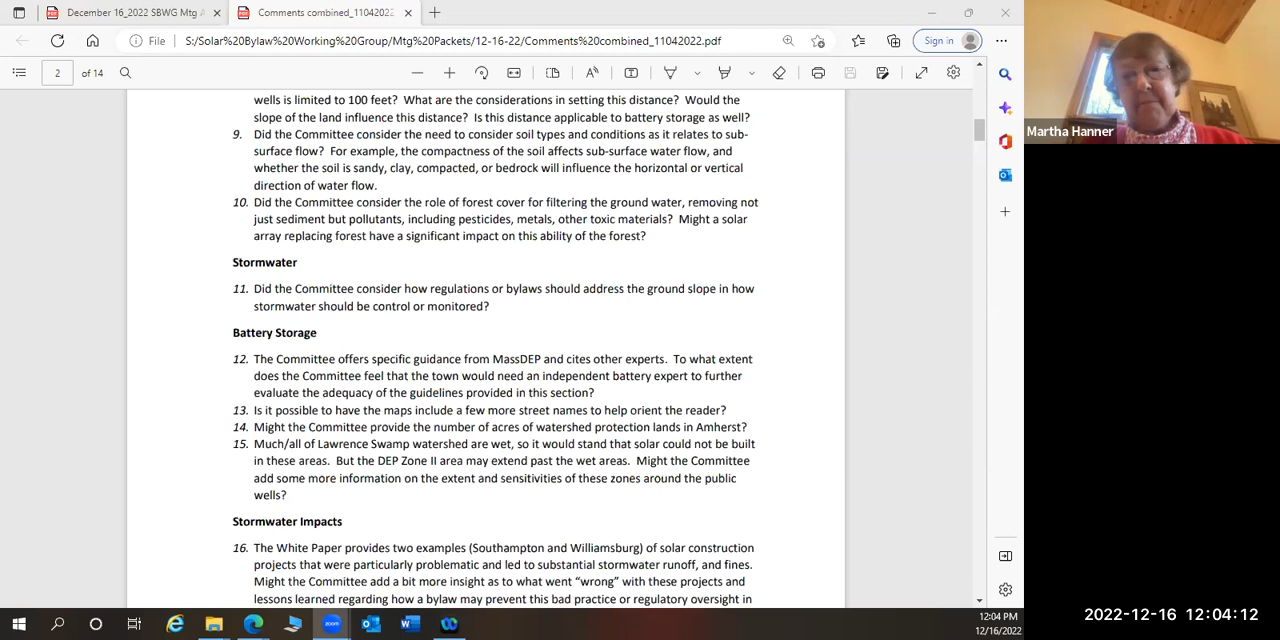 December 16_2022 SBWG Mtg A
Comments combined_11042022
File
S:/Solar%20Bylaw%20Working%20Group/Mtg%20Packets/12-16-22/Comments%20combined_11042022.pdf
Sign in
2
of 14
Martha Hanner
wells is limited to 100 feet? What are the considerations in setting this distance? Would the
slope of the land influence this distance? Is this distance applicable to battery storage as well?
9. Did the Committee consider the need to consider soil types and conditions as it relates to sub-
surface flow? For example, the compactness of the soil affects sub-surface water flow, and
whether the soil is sandy, clay, compacted, or bedrock will influence the horizontal or vertical
direction of water flow.
10. Did the Committee consider the role of forest cover for filtering the ground water, removing not
just sediment but pollutants, including pesticides, metals, other toxic materials? Might a solar
array replacing forest have a significant impact on this ability of the forest?
Stormwater
11. Did the Committee consider how regulations or bylaws should address the ground slope in how
stormwater should be control or monitored?
Battery Storage
12. The Committee offers specific guidance from MassDEP and cites other experts. To what extent
does the Committee feel that the town would need an independent battery expert to further
evaluate the adequacy of the guidelines provided in this section?
13. Is it possible to have the maps include a few more street names to help orient the reader?
14. Might the Committee provide the number of acres of watershed protection lands in Amherst?
15. Much/all of Lawrence Swamp watershed are wet, so it would stand that solar could not be built
in these areas. But the DEP Zone II area may extend past the wet areas. Might the Committee
add some more information on the extent and sensitivities of these zones around the public
wells?
Stormwater Impacts
16. The White Paper provides two examples (Southampton and Williamsburg) of solar construction
projects that were particularly problematic and led to substantial stormwater runoff, and fines.
Might the Committee add a bit more insight as to what went “wrong” with these projects and
lessons learned regarding how a bylaw may prevent this bad practice or regulatory oversight in
zoom
12:04 PM
12/16/2022
2022-12-16 12:04:12